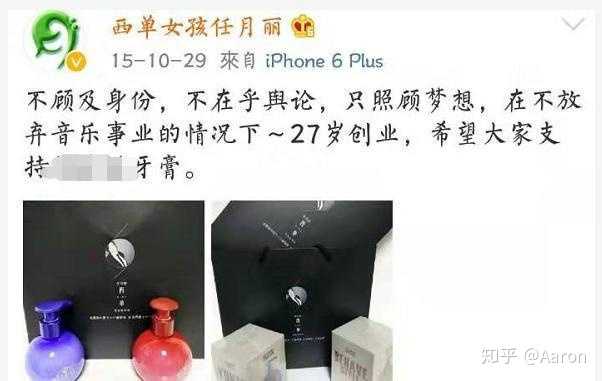 西单女孩任月丽
15-10-29 來自 iPhone 6 Plus
不顾及身份，不在乎舆论，只照顾梦想，在不放
弃音乐事业的情况下～27岁创业，希望大家支
持 牙膏。
知乎 @Aaron